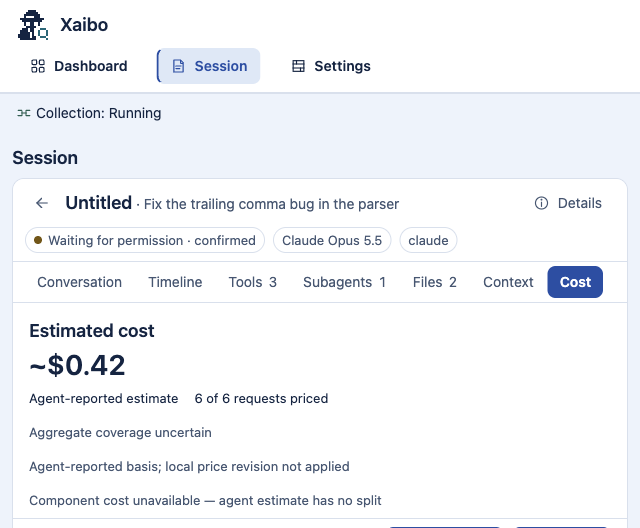 Xaibo
Dashboard Session Settings
Collection: Running
Session
Untitled · Fix the trailing comma bug in the parser Details
Waiting for permission · confirmed Claude Opus 5.5 claude
Conversation Timeline Tools 3 Subagents 1 Files 2 Context Cost
Estimated cost
~$0.42
Agent-reported estimate 6 of 6 requests priced
Aggregate coverage uncertain
Agent-reported basis; local price revision not applied
Component cost unavailable — agent estimate has no split